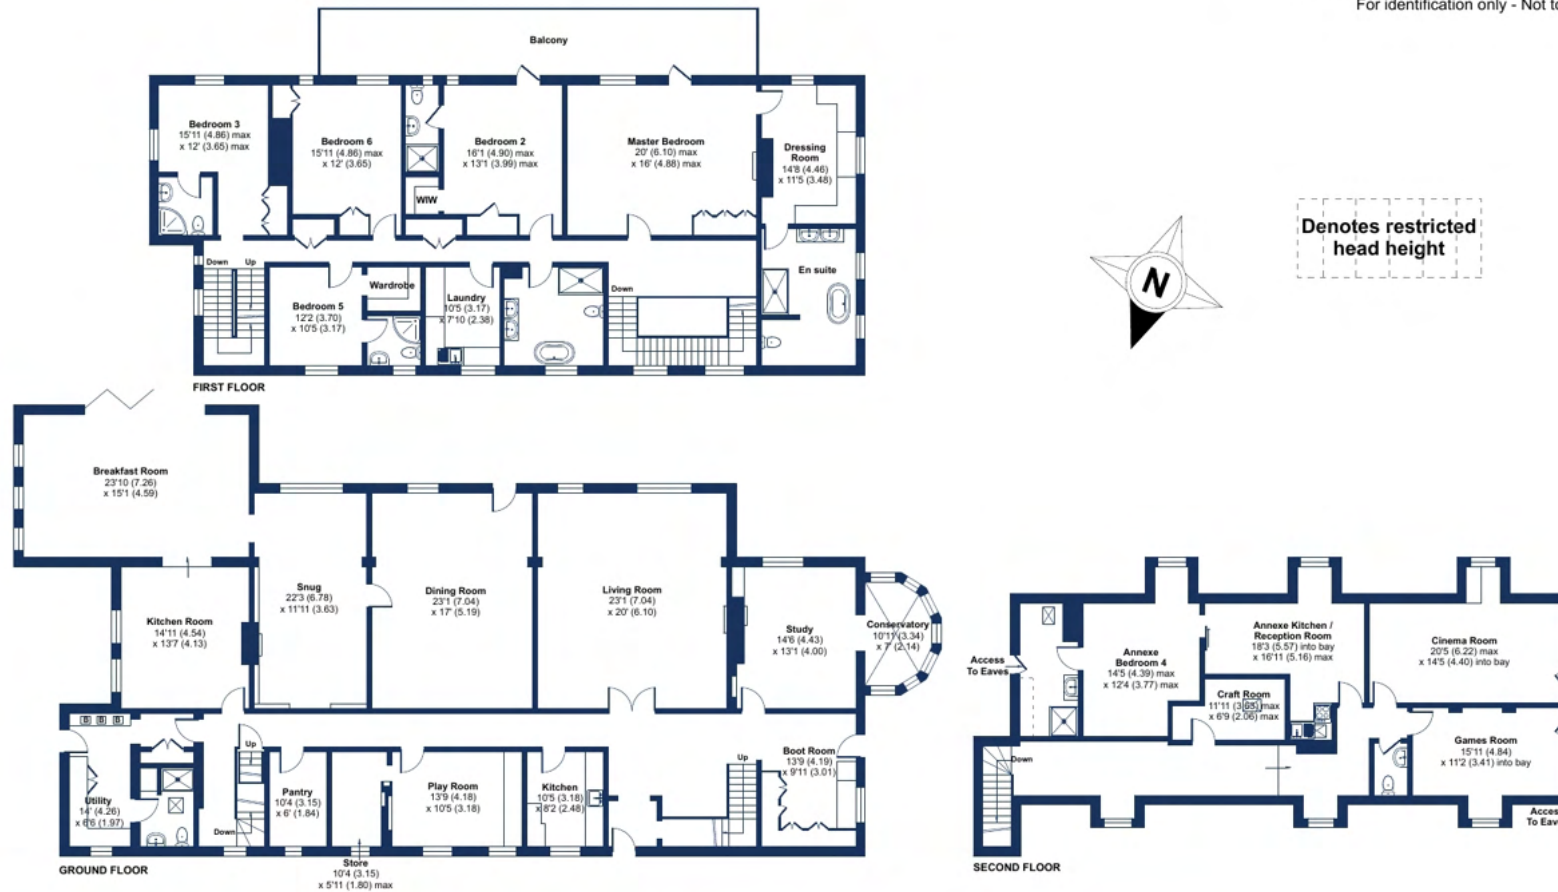 For identification only - Not to
Balcony
Bedroom 3
15'11 (4.86) max
x 12' (3.65) max
Bedroom 6
15'11 (4.86) max
x 12' (3.65)
Bedroom 2
16'1 (4.90) max
x 13'1 (3.99) max
Master Bedroom
20' (6.10) max
x 16' (4.88) max
Dressing
Room
14'8 (4.46)
x 11'5 (3.48)
WIW
Down
Up
Bedroom 5
12'2 (3.70)
x 10'5 (3.17)
Wardrobe
Laundry
10'5 (3.17)
x 7'10 (2.38)
Down
En suite
FIRST FLOOR
Denotes restricted
head height
N
Breakfast Room
23'10 (7.26)
x 15'1 (4.59)
Kitchen Room
14'11 (4.54)
x 13'7 (4.13)
Snug
22'3 (6.78)
x 11'11 (3.63)
Dining Room
23'1 (7.04)
x 17' (5.19)
Living Room
23'1 (7.04)
x 20' (6.10)
Study
14'6 (4.43)
x 13'1 (4.00)
Conservatory
10'11 (3.34)
x 7' (2.14)
B B B
Utility
14' (4.26)
x 6'6 (1.97)
Up
Down
Pantry
10'4 (3.15)
x 6' (1.84)
Store
10'4 (3.15)
x 5'11 (1.80) max
Play Room
13'9 (4.18)
x 10'5 (3.18)
Kitchen
10'5 (3.18)
x 8'2 (2.48)
Up
Boot Room
13'9 (4.19)
x 9'11 (3.01)
GROUND FLOOR
Access
To Eaves
Annexe
Bedroom 4
14'5 (4.39) max
x 12'4 (3.77) max
Annexe Kitchen /
Reception Room
18'3 (5.57) into bay
x 16'11 (5.16) max
Craft Room
11'11 (3.63) max
x 6'9 (2.06) max
Cinema Room
20'5 (6.22) max
x 14'5 (4.40) into bay
Games Room
15'11 (4.84)
x 11'2 (3.41) into bay
Down
Acces
To Eav
SECOND FLOOR